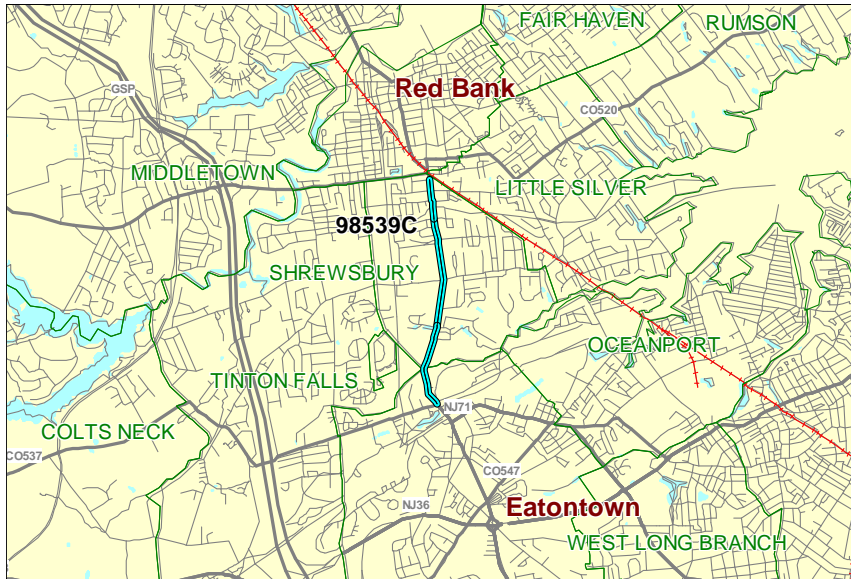 FAIR HAVEN
RUMSON
GSP
Red Bank
CO520
MIDDLETOWN
LITTLE SILVER
98539C
SHREWSBURY
OCEANPORT
TINTON FALLS
NJ71
COLTS NECK
CO537
CO547
NJ36
Eatontown
WEST LONG BRANCH